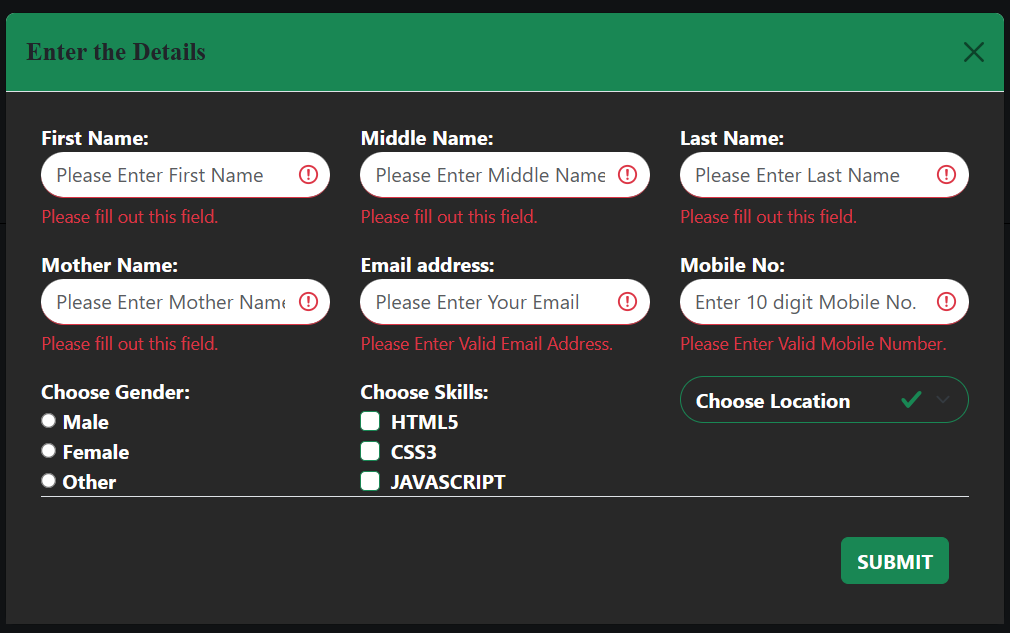 Enter the Details
First Name:
Middle Name:
Last Name:
Please Enter First Name
Please Enter Middle Name
Please Enter Last Name
Please fill out this field.
Please fill out this field.
Please fill out this field.
Mother Name:
Email address:
Mobile No:
Please Enter Mother Name
Please Enter Your Email
Enter 10 digit Mobile No.
Please fill out this field.
Please Enter Valid Email Address.
Please Enter Valid Mobile Number.
Choose Gender:
Male
Female
Other
Choose Skills:
HTML5
CSS3
JAVASCRIPT
Choose Location
SUBMIT